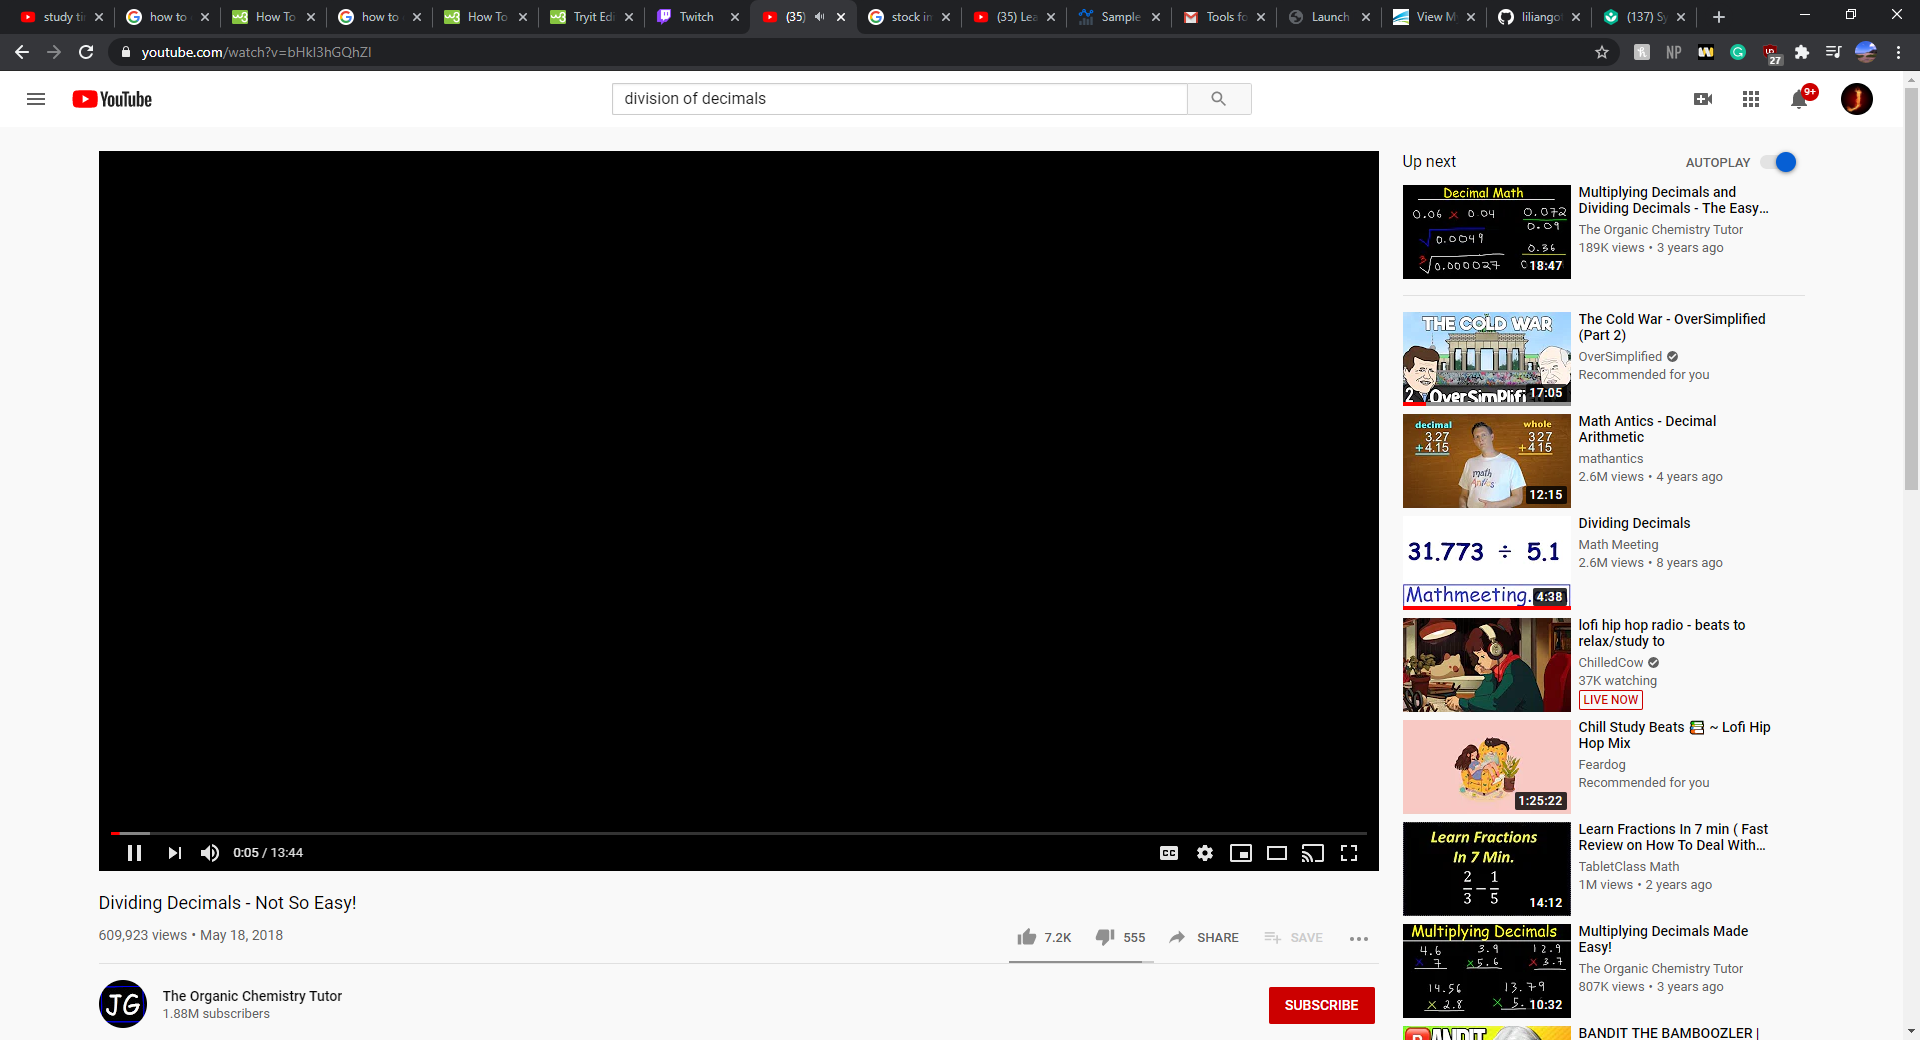 study ti
how to
How To
how to
How To
Tryit Edi
Twitch
(35)
stock in
(35) Lea
Sample
Tools fo
Launch
View M
liliangot
(137) Sy
youtube.com/watch?v=bHkl3hGQhZI
NP
27
YouTube
division of decimals
9+
Up next
AUTOPLAY
Decimal Math
0.06 × 0.04
0.072
0.09
0.0049
0.36
3
0.000027
18:47
Multiplying Decimals and
Dividing Decimals - The Easy...
The Organic Chemistry Tutor
189K views • 3 years ago
THE COLD WAR
2 OverSimplifi
17:05
The Cold War - OverSimplified
(Part 2)
OverSimplified
Recommended for you
decimal
3.27
+4.15
whole
327
+415
math
Antics
12:15
Math Antics - Decimal
Arithmetic
mathantics
2.6M views • 4 years ago
31.773 ÷ 5.1
Mathmeeting.
4:38
Dividing Decimals
Math Meeting
2.6M views • 8 years ago
lofi hip hop radio - beats to
relax/study to
ChilledCow
37K watching
LIVE NOW
1:25:22
Chill Study Beats 📚 ~ Lofi Hip
Hop Mix
Feardog
Recommended for you
Learn Fractions
In 7 Min.
2 1
3 5
14:12
Learn Fractions In 7 min ( Fast
Review on How To Deal With...
TabletClass Math
1M views • 2 years ago
Multiplying Decimals
4.6 3.9 12.9
× 7 ×5.6 ×3.7
14.56 13.79
× 2.8 × 5.
10:32
Multiplying Decimals Made
Easy!
The Organic Chemistry Tutor
807K views • 3 years ago
BANDIT
BANDIT THE BAMBOOZLER |
0:05 / 13:44
CC
Dividing Decimals - Not So Easy!
609,923 views • May 18, 2018
7.2K
555
SHARE
SAVE
JG
The Organic Chemistry Tutor
1.88M subscribers
SUBSCRIBE